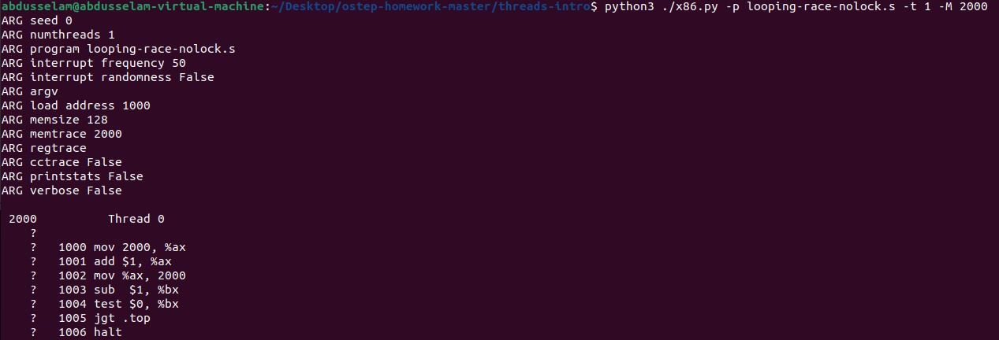 abdusselam@abdusselam-virtual-machine:~/Desktop/ostep-homework-master/threads-intro$ python3 ./x86.py -p looping-race-nolock.s -t 1 -M 2000
ARG seed 0
ARG numthreads 1
ARG program looping-race-nolock.s
ARG interrupt frequency 50
ARG interrupt randomness False
ARG argv
ARG load address 1000
ARG memsize 128
ARG memtrace 2000
ARG regtrace
ARG cctrace False
ARG printstats False
ARG verbose False
 2000          Thread 0
    ?
    ?   1000 mov 2000, %ax
    ?   1001 add $1, %ax
    ?   1002 mov %ax, 2000
    ?   1003 sub  $1, %bx
    ?   1004 test $0, %bx
    ?   1005 jgt .top
    ?   1006 halt